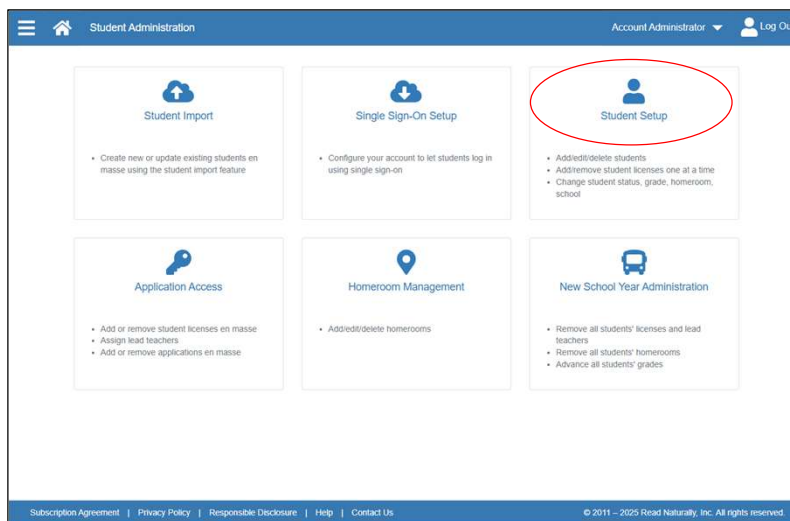 Student Administration
Account Administrator
Log Ou
Student Import
• Create new or update existing students en
masse using the student import feature
Single Sign-On Setup
• Configure your account to let students log in
using single sign-on
Student Setup
• Add/edit/delete students
• Add/remove student licenses one at a time
• Change student status, grade, homeroom,
school
Application Access
• Add or remove student licenses en masse
• Assign lead teachers
• Add or remove applications en masse
Homeroom Management
• Add/edit/delete homerooms
New School Year Administration
• Remove all students' licenses and lead
teachers
• Remove all students' homerooms
• Advance all students' grades
Subscription Agreement | Privacy Policy | Responsible Disclosure | Help | Contact Us
© 2011 – 2025 Read Naturally, Inc. All rights reserved.